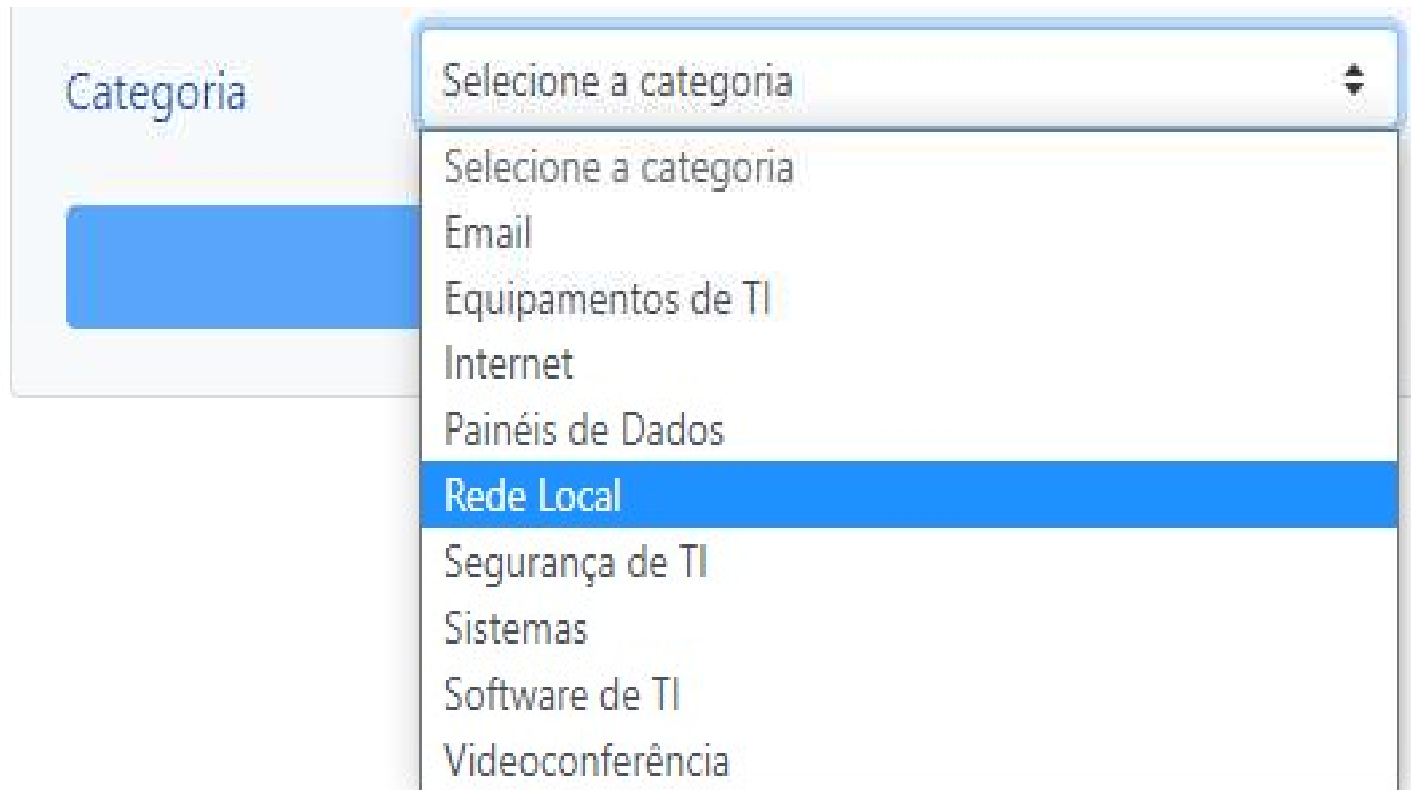 Categoria
Selecione a categoria
Selecione a categoria
Email
Equipamentos de TI
Internet
Painéis de Dados
Rede Local
Segurança de TI
Sistemas
Software de TI
Videoconferência